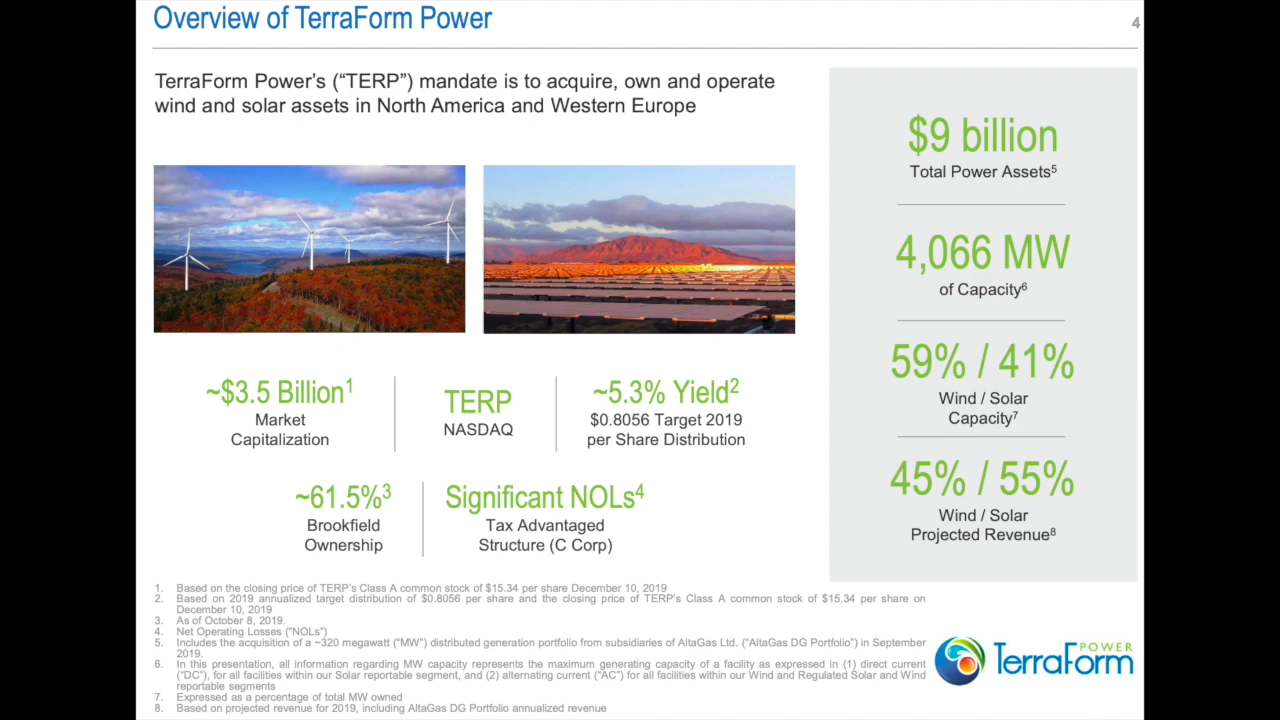 Overview of TerraForm Power
4
TerraForm Power’s (“TERP”) mandate is to acquire, own and operate
wind and solar assets in North America and Western Europe
~$3.5 Billion1
Market
Capitalization
TERP
NASDAQ
~5.3% Yield2
$0.8056 Target 2019
per Share Distribution
~61.5%3
Brookfield
Ownership
Significant NOLs4
Tax Advantaged
Structure (C Corp)
$9 billion
Total Power Assets5
4,066 MW
of Capacity6
59% / 41%
Wind / Solar
Capacity7
45% / 55%
Wind / Solar
Projected Revenue8
1. Based on the closing price of TERP’s Class A common stock of $15.34 per share December 10, 2019
2. Based on 2019 annualized target distribution of $0.8056 per share and the closing price of TERP’s Class A common stock of $15.34 per share on
December 10, 2019
3. As of October 8, 2019.
4. Net Operating Losses (“NOLs”)
5. Includes the acquisition of a ~320 megawatt (“MW”) distributed generation portfolio from subsidiaries of AltaGas Ltd. (“AltaGas DG Portfolio”) in September
2019.
6. In this presentation, all information regarding MW capacity represents the maximum generating capacity of a facility as expressed in (1) direct current
(“DC”), for all facilities within our Solar reportable segment, and (2) alternating current (“AC”) for all facilities within our Wind and Regulated Solar and Wind
reportable segments
7. Expressed as a percentage of total MW owned
8. Based on projected revenue for 2019, including AltaGas DG Portfolio annualized revenue
POWER
TerraForm